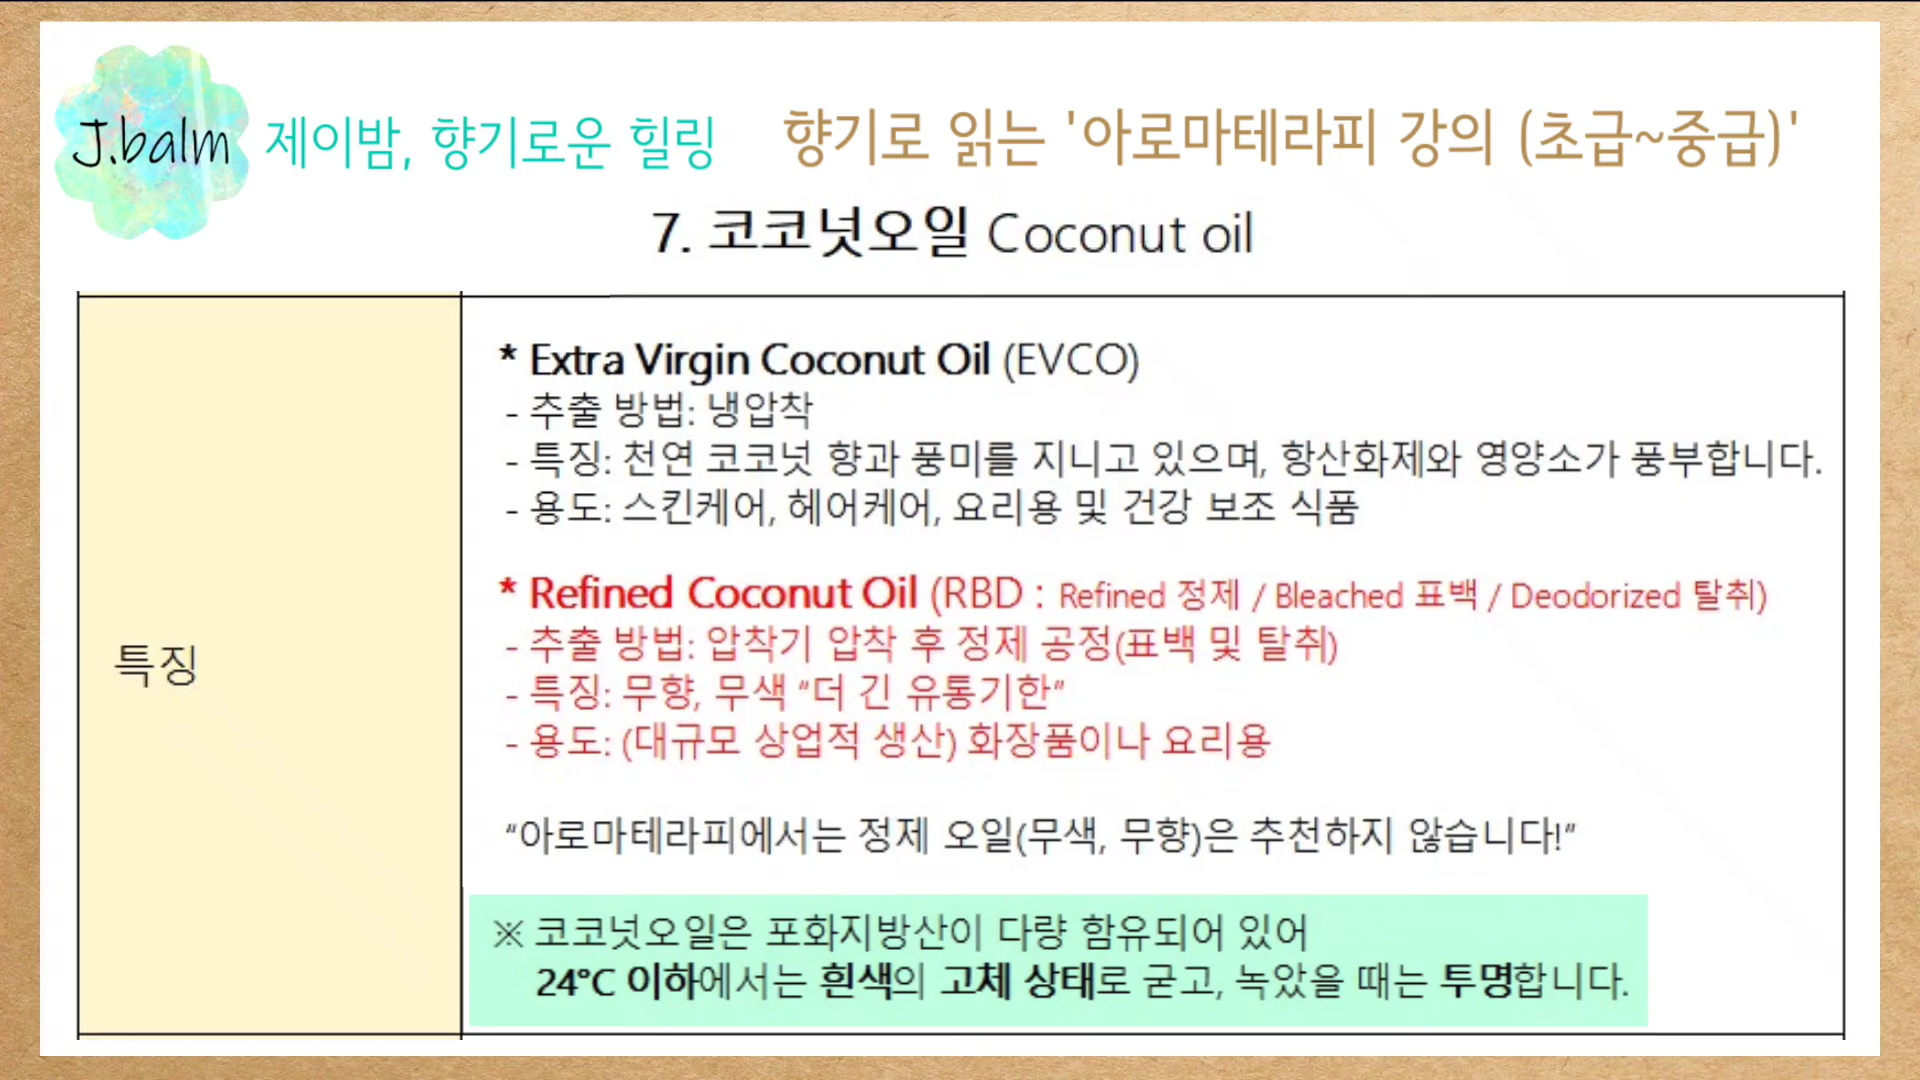 J.balm 제이밤, 향기로운 힐링 향기로 읽는 '아로마테라피 강의 (초급~중급)'
7. 코코넛오일 Coconut oil
특징
* Extra Virgin Coconut Oil (EVCO)
- 추출 방법: 냉압착
- 특징: 천연 코코넛 향과 풍미를 지니고 있으며, 항산화제와 영양소가 풍부합니다.
- 용도: 스킨케어, 헤어케어, 요리용 및 건강 보조 식품
* Refined Coconut Oil (RBD : Refined 정제 / Bleached 표백 / Deodorized 탈취)
- 추출 방법: 압착기 압착 후 정제 공정(표백 및 탈취)
- 특징: 무향, 무색 “더 긴 유통기한”
- 용도: (대규모 상업적 생산) 화장품이나 요리용
“아로마테라피에서는 정제 오일(무색, 무향)은 추천하지 않습니다!”
※ 코코넛오일은 포화지방산이 다량 함유되어 있어
24°C 이하에서는 흰색의 고체 상태로 굳고, 녹았을 때는 투명합니다.